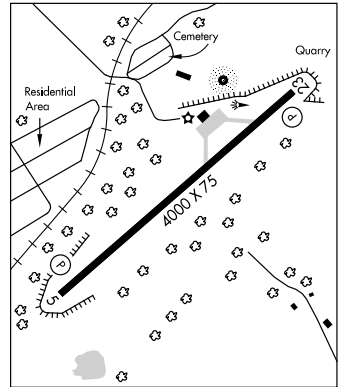 Cemetery
Quarry
Residential
Area
23
P
4000 X 75
P
5